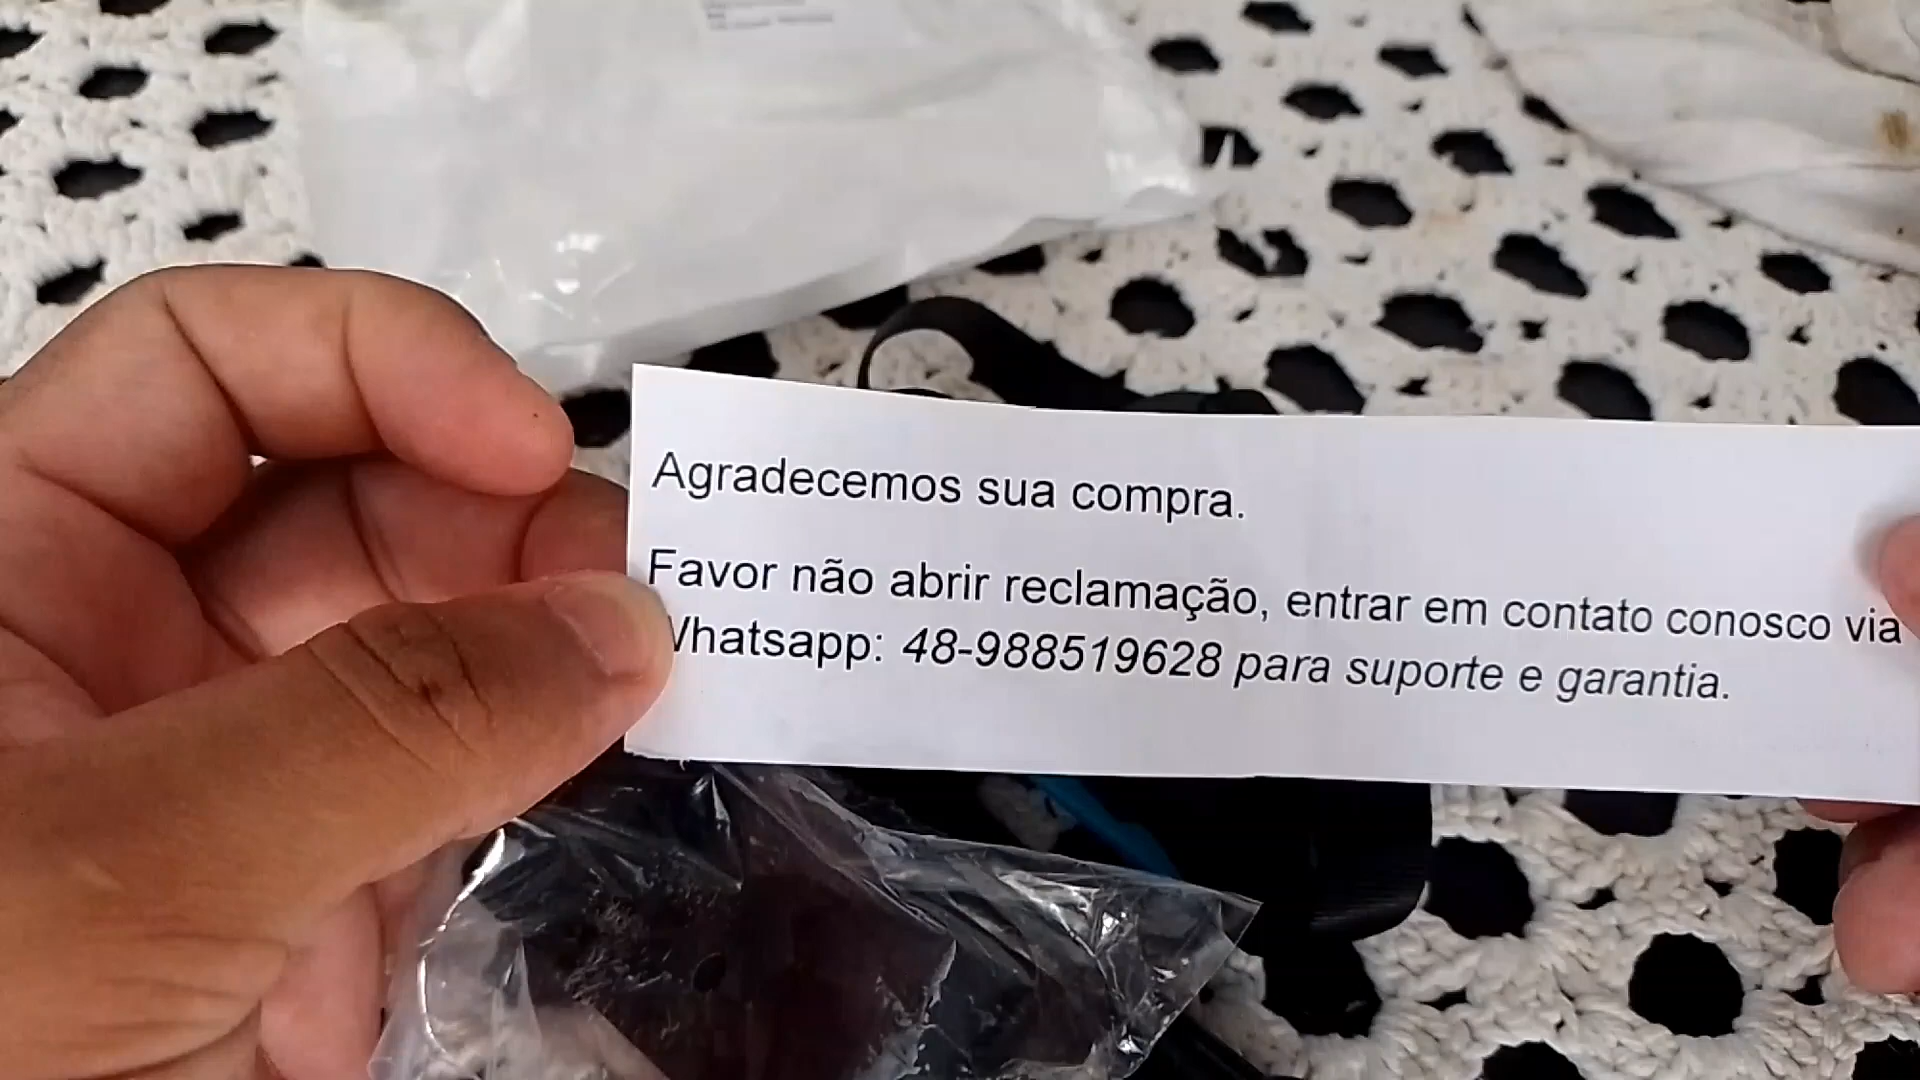 Agradecemos sua compra.
Favor não abrir reclamação, entrar em contato conosco via
Whatsapp: 48-988519628 para suporte e garantia.